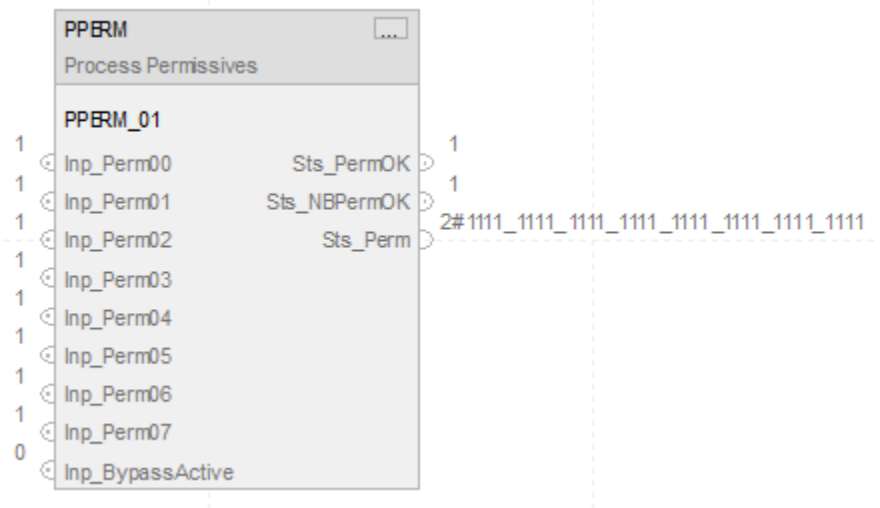 PPERM ...
Process Permissives
PPERM_01
1 Inp_Perm00 Sts_PermOK 1
1 Inp_Perm01 Sts_NBPermOK 1
1 Inp_Perm02 Sts_Perm 2#1111_1111_1111_1111_1111_1111_1111_1111
1 Inp_Perm03
1 Inp_Perm04
1 Inp_Perm05
1 Inp_Perm06
1 Inp_Perm07
0 Inp_BypassActive